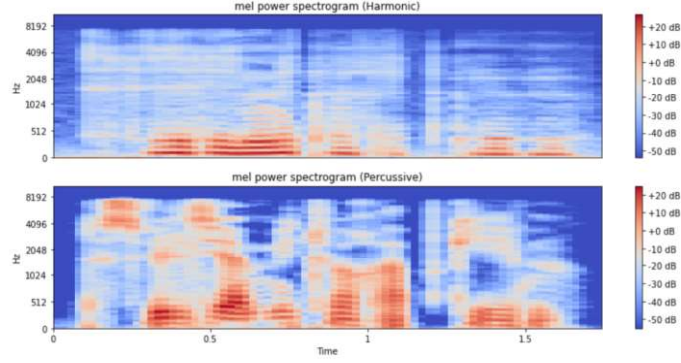 mel power spectrogram (Harmonic)
Hz
8192
4096
2048
1024
512
0
+20 dB
+10 dB
+0 dB
-10 dB
-20 dB
-30 dB
-40 dB
-50 dB
mel power spectrogram (Percussive)
Hz
8192
4096
2048
1024
512
0
0
0.5
1
1.5
Time
+20 dB
+10 dB
+0 dB
-10 dB
-20 dB
-30 dB
-40 dB
-50 dB